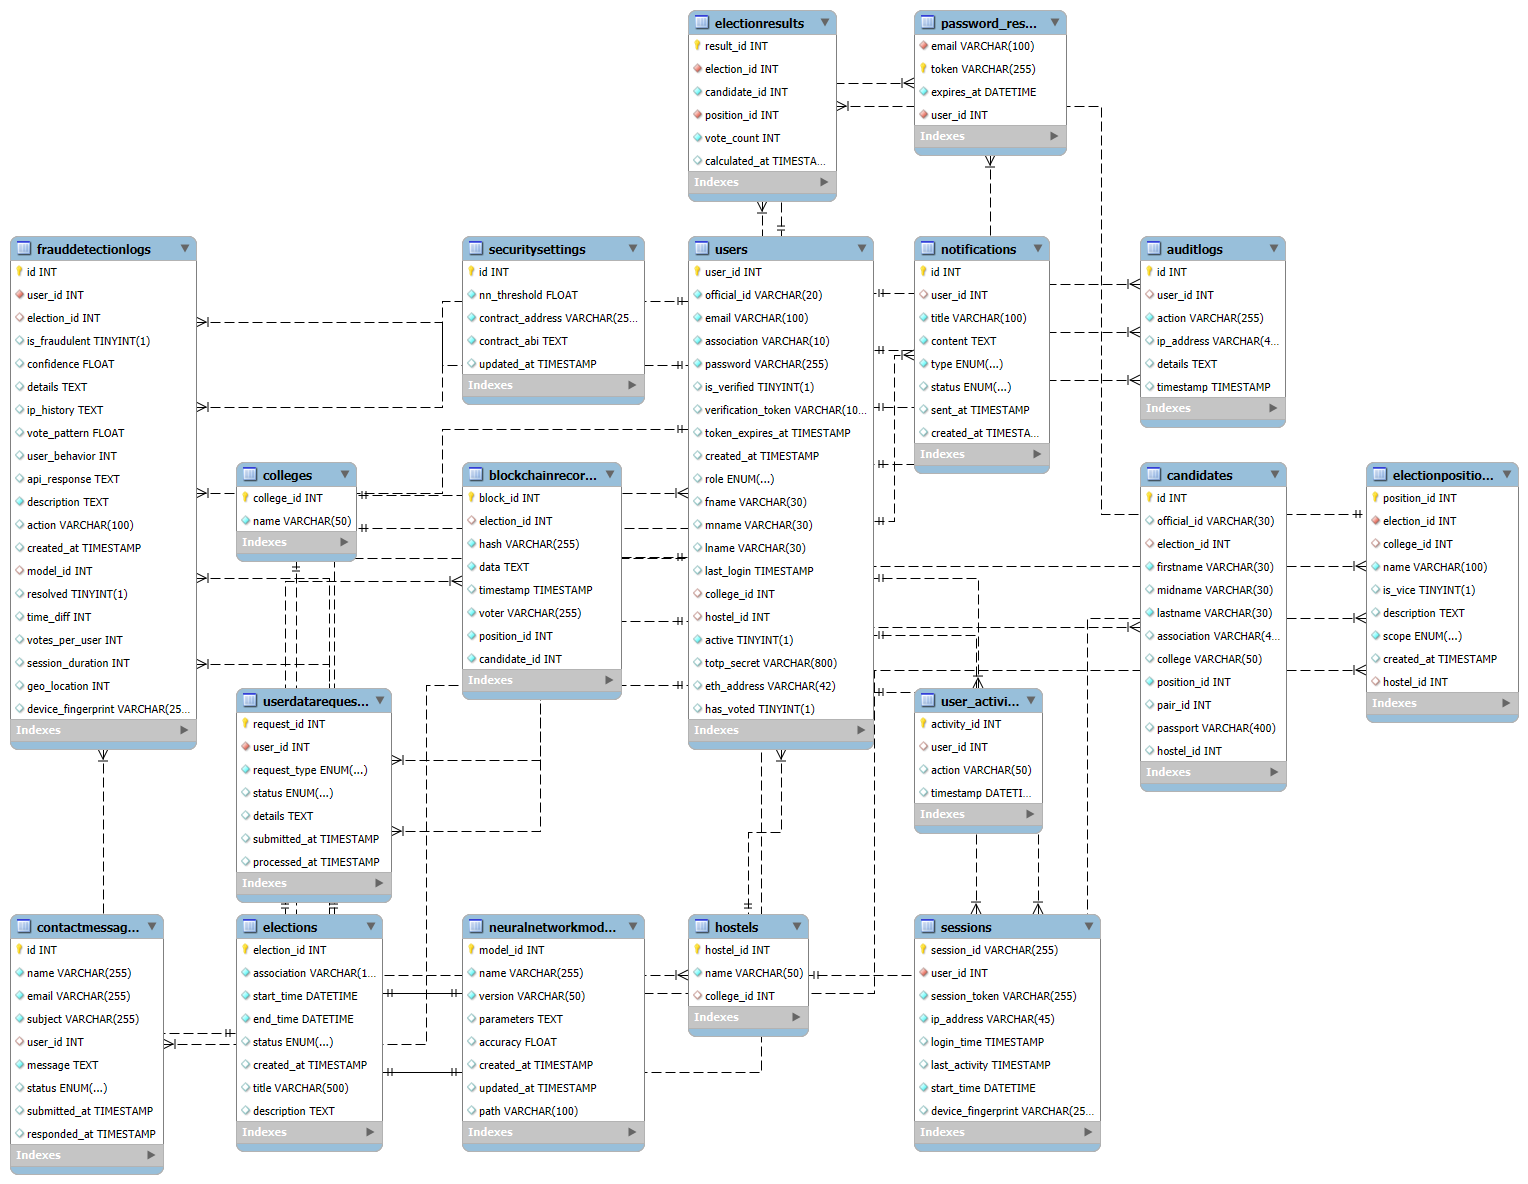 electionresults
result_id INT
election_id INT
candidate_id INT
position_id INT
vote_count INT
calculated_at TIMESTA...
Indexes
password_res...
email VARCHAR(100)
token VARCHAR(255)
expires_at DATETIME
user_id INT
Indexes
frauddetectionlogs
id INT
user_id INT
election_id INT
is_fraudulent TINYINT(1)
confidence FLOAT
details TEXT
ip_history TEXT
vote_pattern FLOAT
user_behavior INT
api_response TEXT
description TEXT
action VARCHAR(100)
created_at TIMESTAMP
model_id INT
resolved TINYINT(1)
time_diff INT
votes_per_user INT
session_duration INT
geo_location INT
device_fingerprint VARCHAR(25...
Indexes
securitysettings
id INT
nn_threshold FLOAT
contract_address VARCHAR(25...
contract_abi TEXT
updated_at TIMESTAMP
Indexes
users
user_id INT
official_id VARCHAR(20)
email VARCHAR(100)
association VARCHAR(10)
password VARCHAR(255)
is_verified TINYINT(1)
verification_token VARCHAR(10...
token_expires_at TIMESTAMP
created_at TIMESTAMP
role ENUM(...)
fname VARCHAR(30)
mname VARCHAR(30)
lname VARCHAR(30)
last_login TIMESTAMP
college_id INT
hostel_id INT
active TINYINT(1)
totp_secret VARCHAR(800)
eth_address VARCHAR(42)
has_voted TINYINT(1)
Indexes
notifications
id INT
user_id INT
title VARCHAR(100)
content TEXT
type ENUM(...)
status ENUM(...)
sent_at TIMESTAMP
created_at TIMESTA...
Indexes
auditlogs
id INT
user_id INT
action VARCHAR(255)
ip_address VARCHAR(4...
details TEXT
timestamp TIMESTAMP
Indexes
colleges
college_id INT
name VARCHAR(50)
Indexes
blockchainrecor...
block_id INT
election_id INT
hash VARCHAR(255)
data TEXT
timestamp TIMESTAMP
voter VARCHAR(255)
position_id INT
candidate_id INT
Indexes
candidates
id INT
official_id VARCHAR(30)
election_id INT
firstname VARCHAR(30)
midname VARCHAR(30)
lastname VARCHAR(30)
association VARCHAR(4...
college VARCHAR(50)
position_id INT
pair_id INT
passport VARCHAR(400)
hostel_id INT
Indexes
electionpositio...
position_id INT
election_id INT
college_id INT
name VARCHAR(100)
is_vice TINYINT(1)
description TEXT
scope ENUM(...)
created_at TIMESTAMP
hostel_id INT
Indexes
userdatareques...
request_id INT
user_id INT
request_type ENUM(...)
status ENUM(...)
details TEXT
submitted_at TIMESTAMP
processed_at TIMESTAMP
Indexes
user_activi...
activity_id INT
user_id INT
action VARCHAR(50)
timestamp DATETI...
Indexes
contactmessag...
id INT
name VARCHAR(255)
email VARCHAR(255)
subject VARCHAR(255)
user_id INT
message TEXT
status ENUM(...)
submitted_at TIMESTAMP
responded_at TIMESTAMP
Indexes
elections
election_id INT
association VARCHAR(1...
start_time DATETIME
end_time DATETIME
status ENUM(...)
created_at TIMESTAMP
title VARCHAR(500)
description TEXT
Indexes
neuralnetworkmod...
model_id INT
name VARCHAR(255)
version VARCHAR(50)
parameters TEXT
accuracy FLOAT
created_at TIMESTAMP
updated_at TIMESTAMP
path VARCHAR(100)
Indexes
hostels
hostel_id INT
name VARCHAR(50)
college_id INT
Indexes
sessions
session_id VARCHAR(255)
user_id INT
session_token VARCHAR(255)
ip_address VARCHAR(45)
login_time TIMESTAMP
last_activity TIMESTAMP
start_time DATETIME
device_fingerprint VARCHAR(25...
Indexes